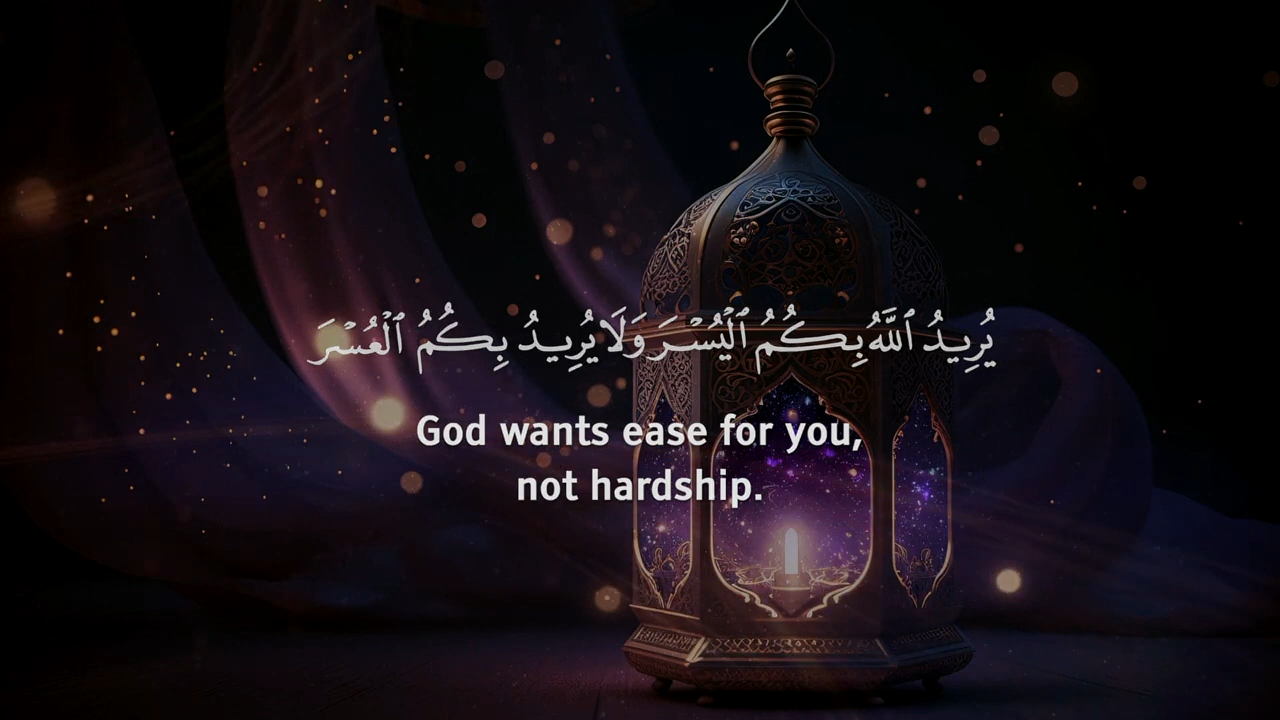 يُرِيدُ ٱللَّهُ بِكُمُ ٱلْيُسْرَ وَلَا يُرِيدُ بِكُمُ ٱلْعُسْرَ
God wants ease for you,
not hardship.